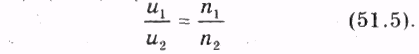 u₁/u₂ = n₁/n₂ (51.5).